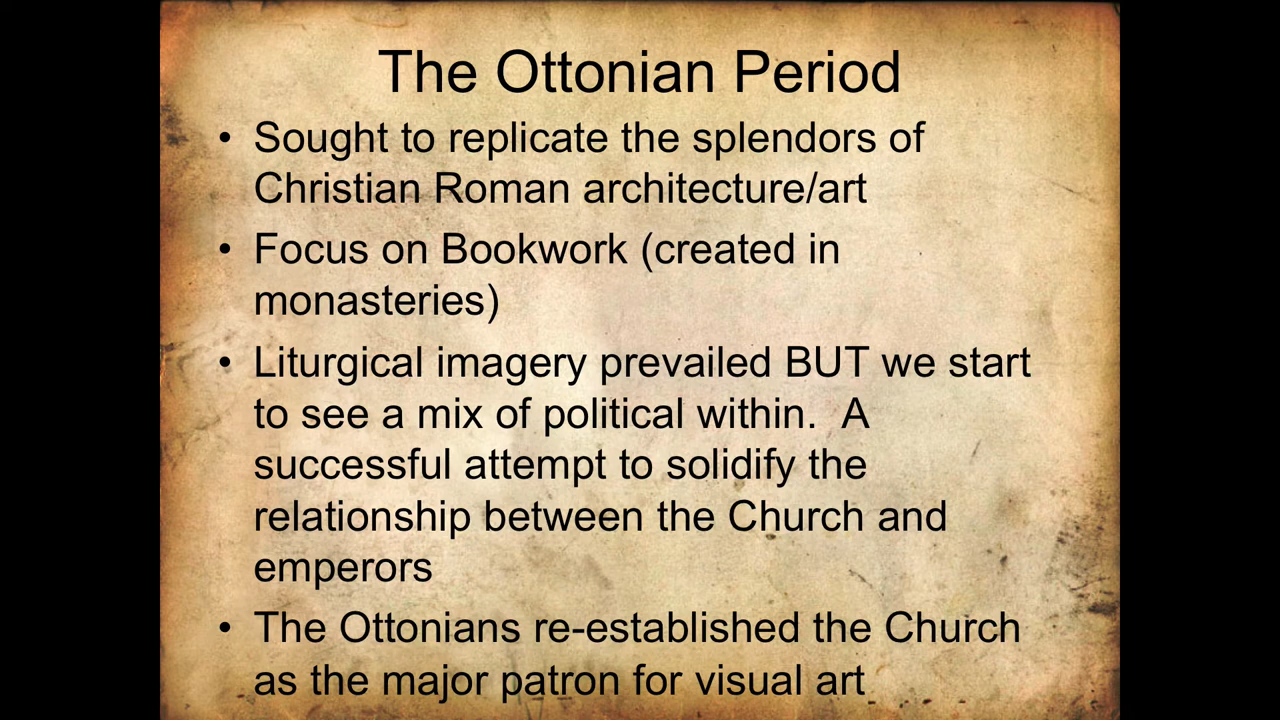 The Ottonian Period
• Sought to replicate the splendors of
Christian Roman architecture/art
• Focus on Bookwork (created in
monasteries)
• Liturgical imagery prevailed BUT we start
to see a mix of political within.  A
successful attempt to solidify the
relationship between the Church and
emperors
• The Ottonians re-established the Church
as the major patron for visual art